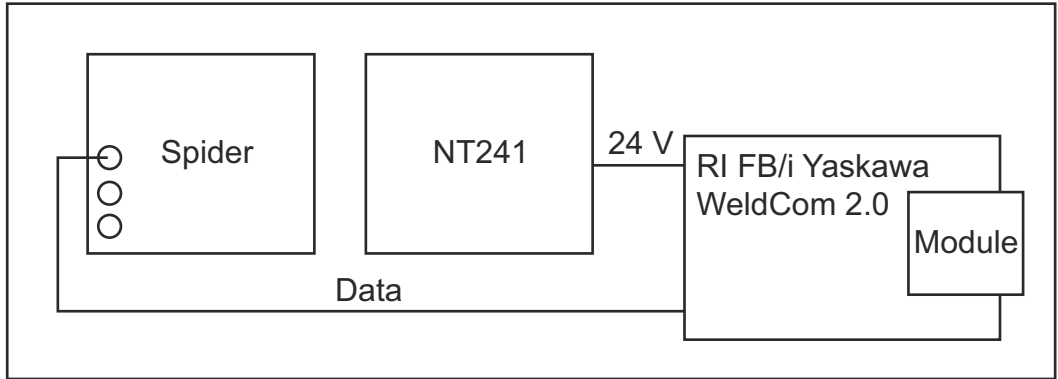 Spider
NT241
24 V
RI FB/i Yaskawa
WeldCom 2.0
Module
Data